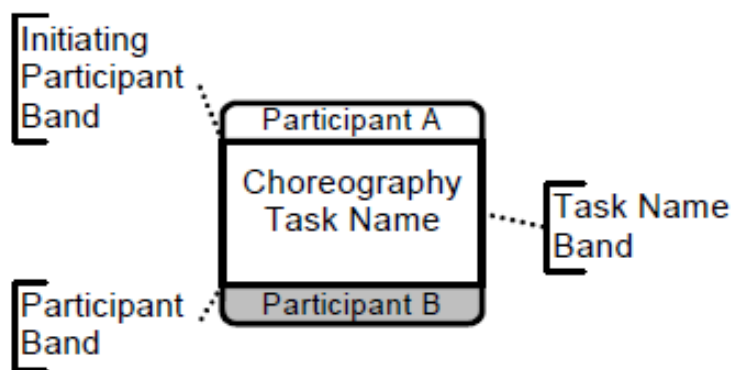 Initiating
Participant
Band
Participant A
Choreography
Task Name
Task Name
Band
Participant B
Participant
Band